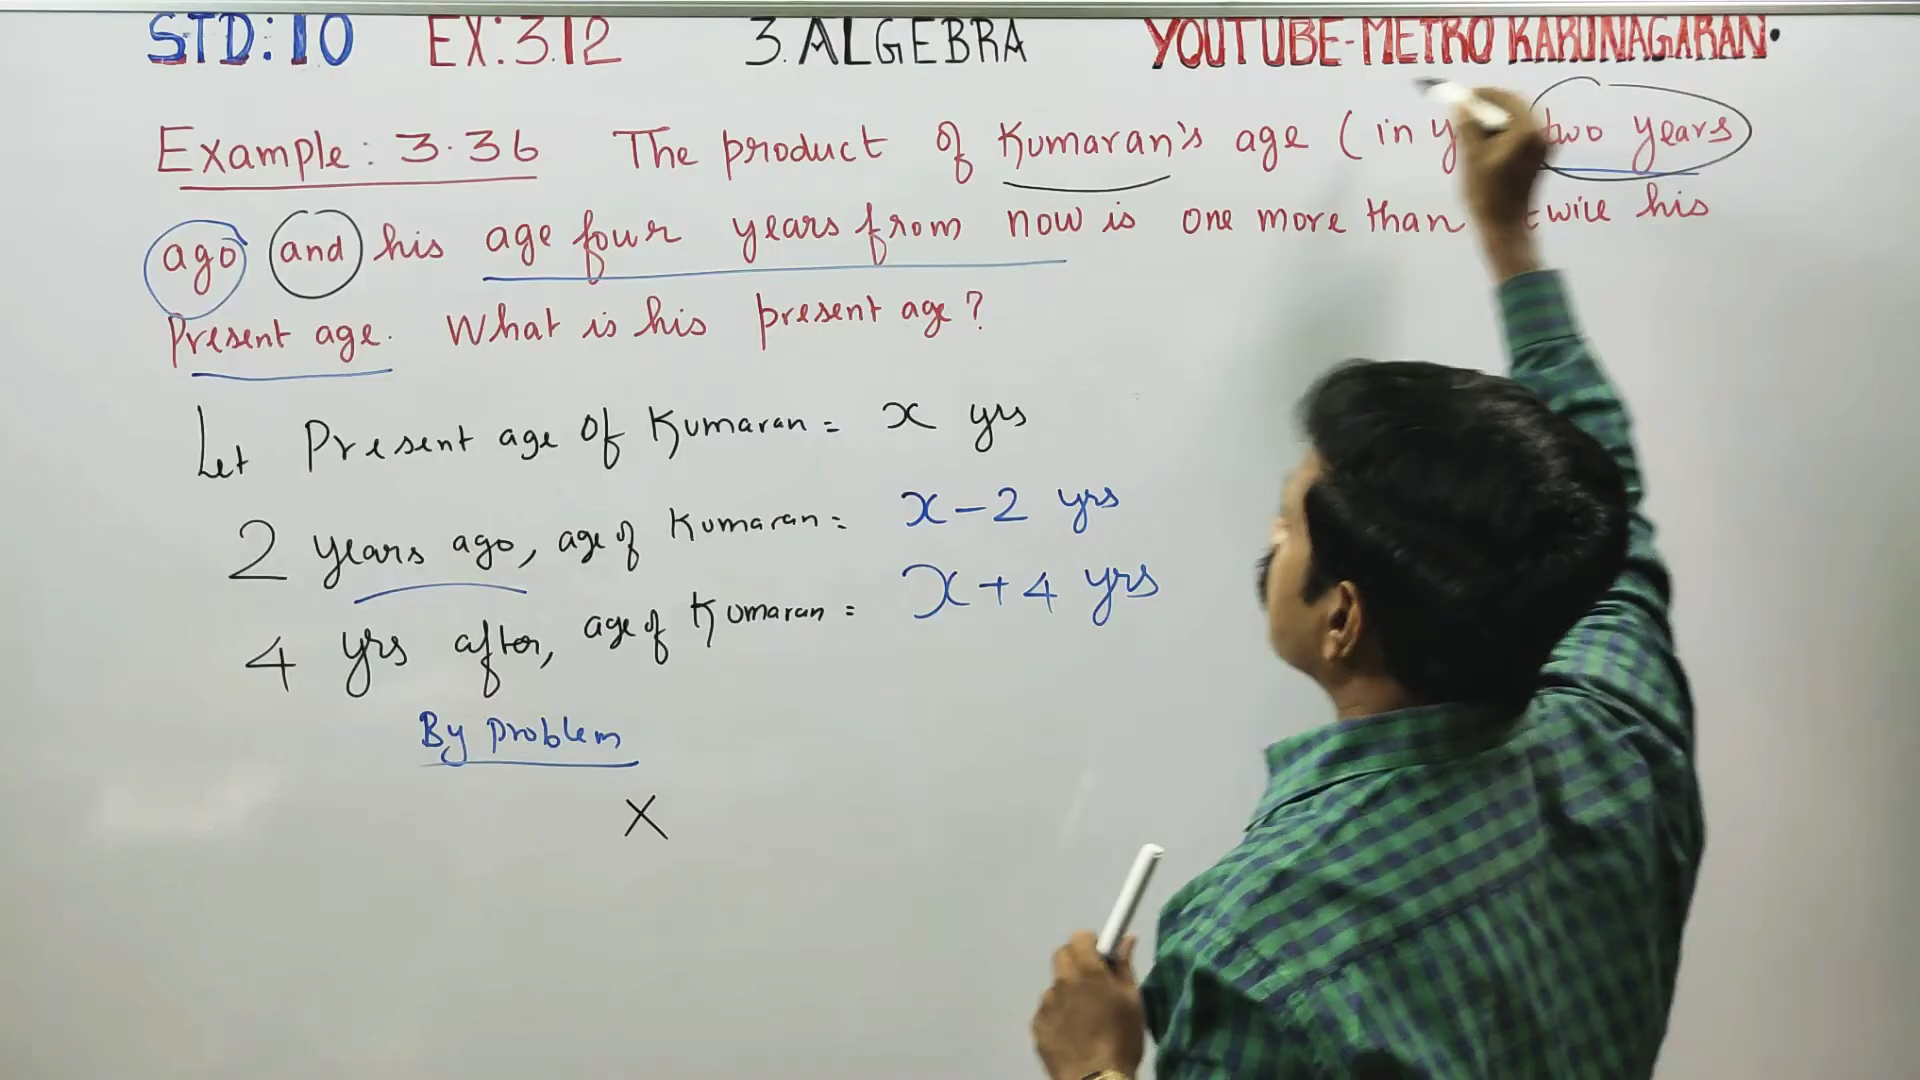 STD:10 EX:3.12 3.ALGEBRA YOUTUBE-METRO KARUNAGARAN.
Example: 3.36 The product of Kumaran's age (in two years
ago and his age four years from now is one more than twice his
Present age. What is his present age?
Let Present age of Kumaran = x yrs
2 years ago, age of Kumaran = x-2 yrs
4 yrs after, age of Kumaran = x+4 yrs
By problem
X